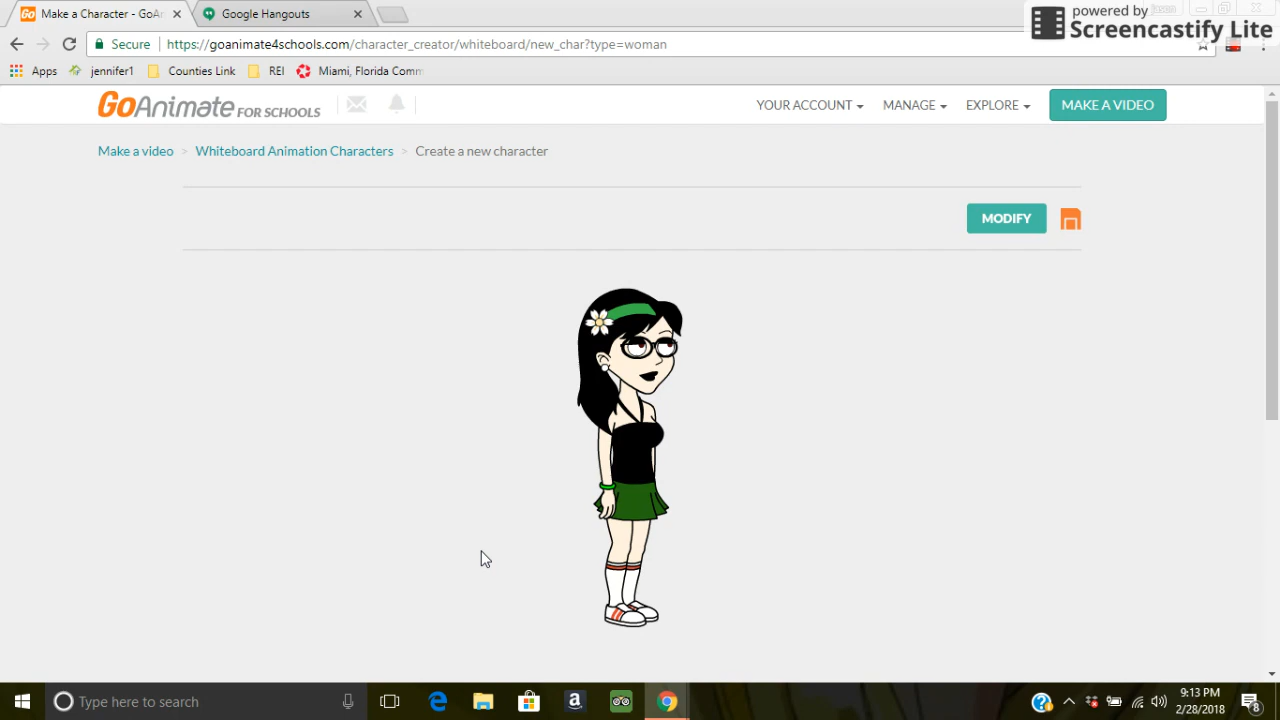 Make a Character - GoAn
Google Hangouts
powered by
Screencastify Lite
Secure
https://goanimate4schools.com/character_creator/whiteboard/new_char?type=woman
Apps
jennifer1
Counties Link
REI
Miami, Florida Comm
GoAnimate FOR SCHOOLS
YOUR ACCOUNT
MANAGE
EXPLORE
MAKE A VIDEO
Make a video > Whiteboard Animation Characters > Create a new character
MODIFY
Type here to search
9:13 PM
2/28/2018
8